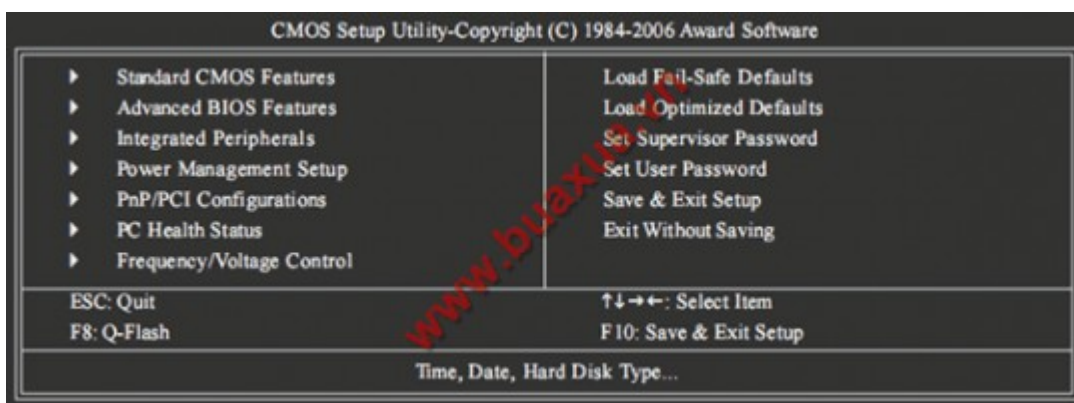 CMOS Setup Utility-Copyright (C) 1984-2006 Award Software
Standard CMOS Features
Advanced BIOS Features
Integrated Peripherals
Power Management Setup
PnP/PCI Configurations
PC Health Status
Frequency/Voltage Control
Load Fail-Safe Defaults
Load Optimized Defaults
Set Supervisor Password
Set User Password
Save & Exit Setup
Exit Without Saving
ESC: Quit
↑↓→←: Select Item
F8: Q-Flash
F10: Save & Exit Setup
Time, Date, Hard Disk Type...
www.buaxua.vn